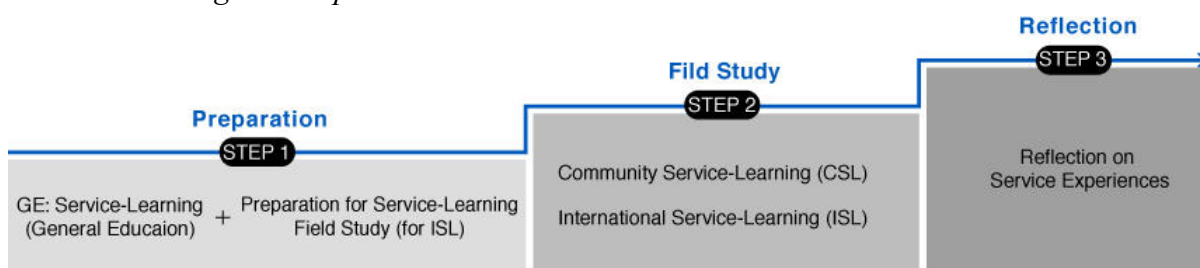 Preparation
STEP 1
GE: Service-Learning
(General Educaion)
+
Preparation for Service-Learning
Field Study (for ISL)
Fild Study
STEP 2
Community Service-Learning (CSL)
International Service-Learning (ISL)
Reflection
STEP 3
Reflection on
Service Experiences